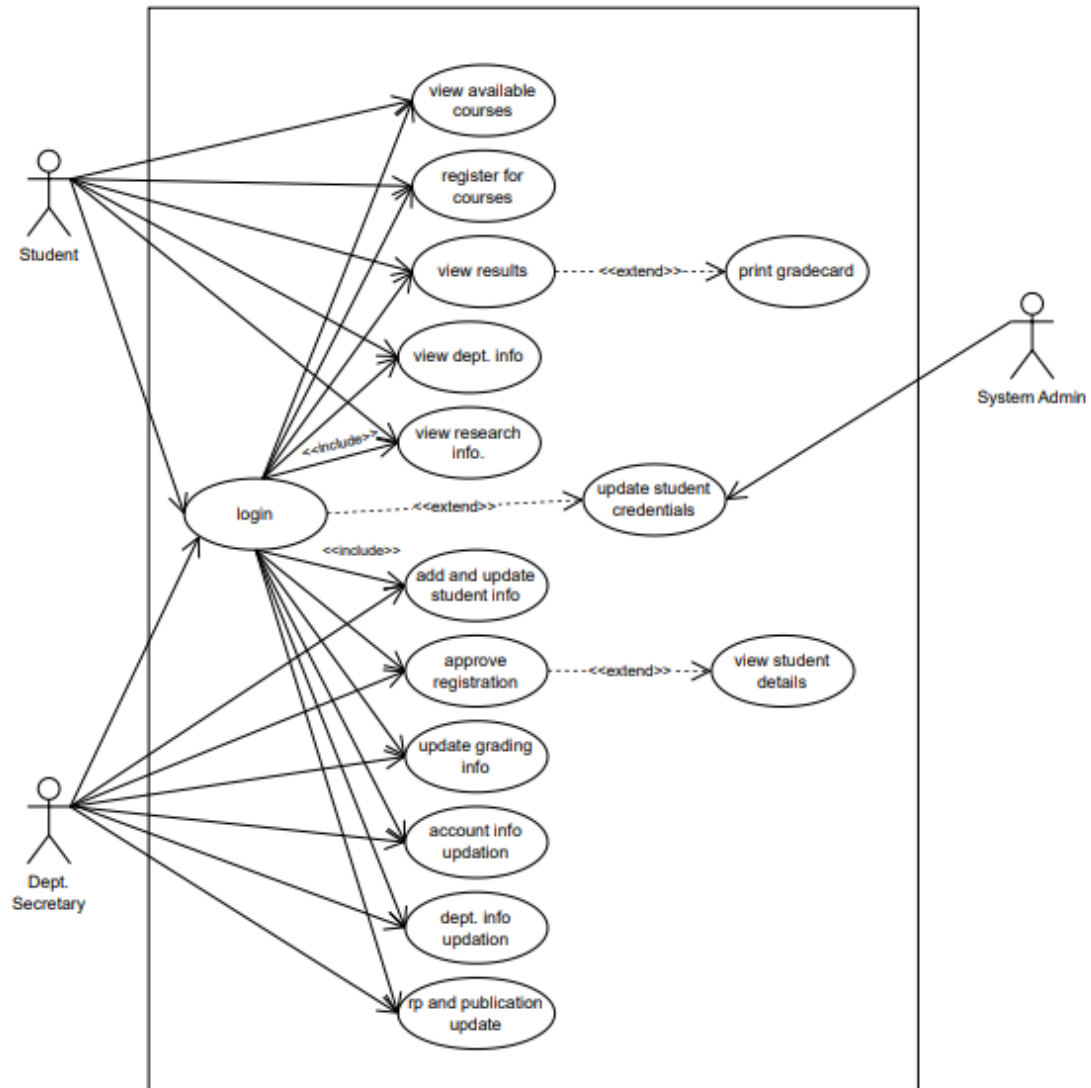 view available
courses
register for
courses
Student
view results
<<extend>>
print gradecard
view dept. info
System Admin
<<include>>
view research
info.
login
<<extend>>
update student
credentials
<<include>>
add and update
student info
approve
registration
<<extend>>
view student
details
update grading
info
account info
updation
Dept.
Secretary
dept. info
updation
rp and publication
update